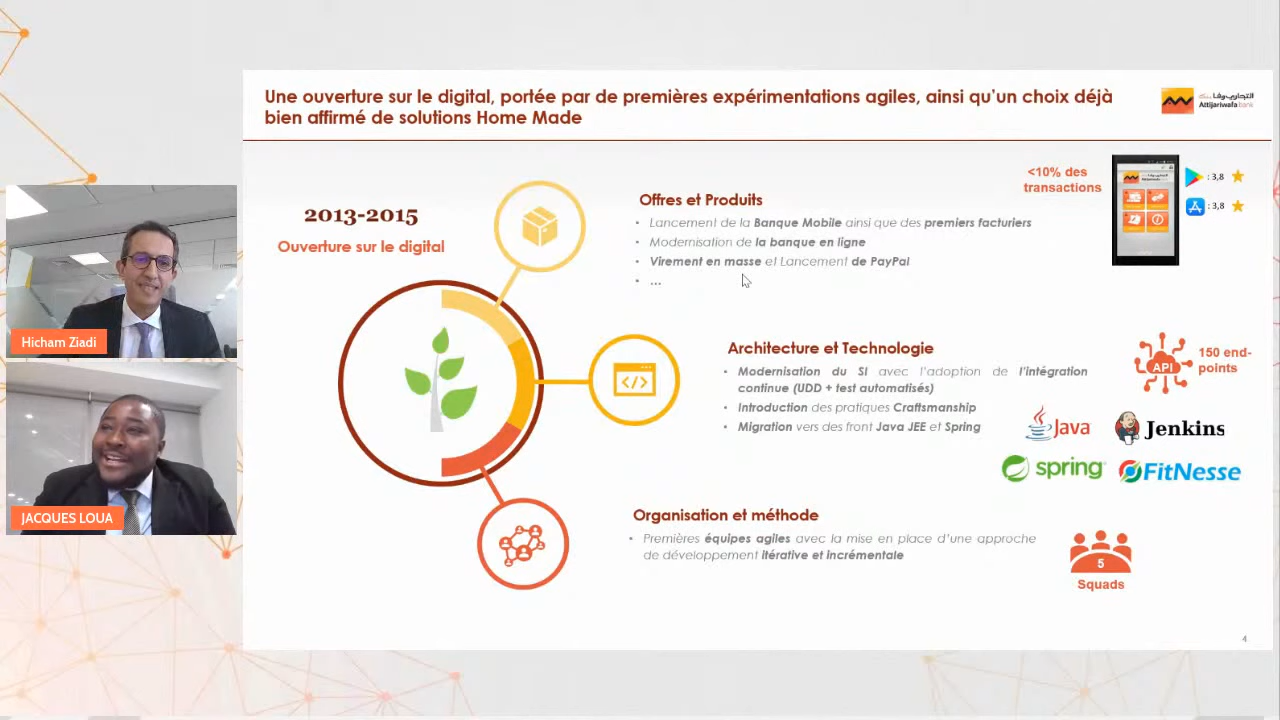 Une ouverture sur le digital, portée par de premières expérimentations agiles, ainsi qu'un choix déjà
bien affirmé de solutions Home Made
التجاري وفا بنك
Attijariwafa bank
2013-2015
Ouverture sur le digital
Offres et Produits
• Lancement de la Banque Mobile ainsi que des premiers facturiers
• Modernisation de la banque en ligne
• Virement en masse et Lancement de PayPal
• ...
<10% des
transactions
: 3,8
: 3,8
Hicham Ziadi
JACQUES LOUA
Architecture et Technologie
• Modernisation du SI avec l'adoption de l'intégration
continue (UDD + test automatisés)
• Introduction des pratiques Craftsmanship
• Migration vers des front Java JEE et Spring
API
150 end-
points
Java
Jenkins
spring
FitNesse
Organisation et méthode
• Premières équipes agiles avec la mise en place d'une approche
de développement itérative et incrémentale
5
Squads
4